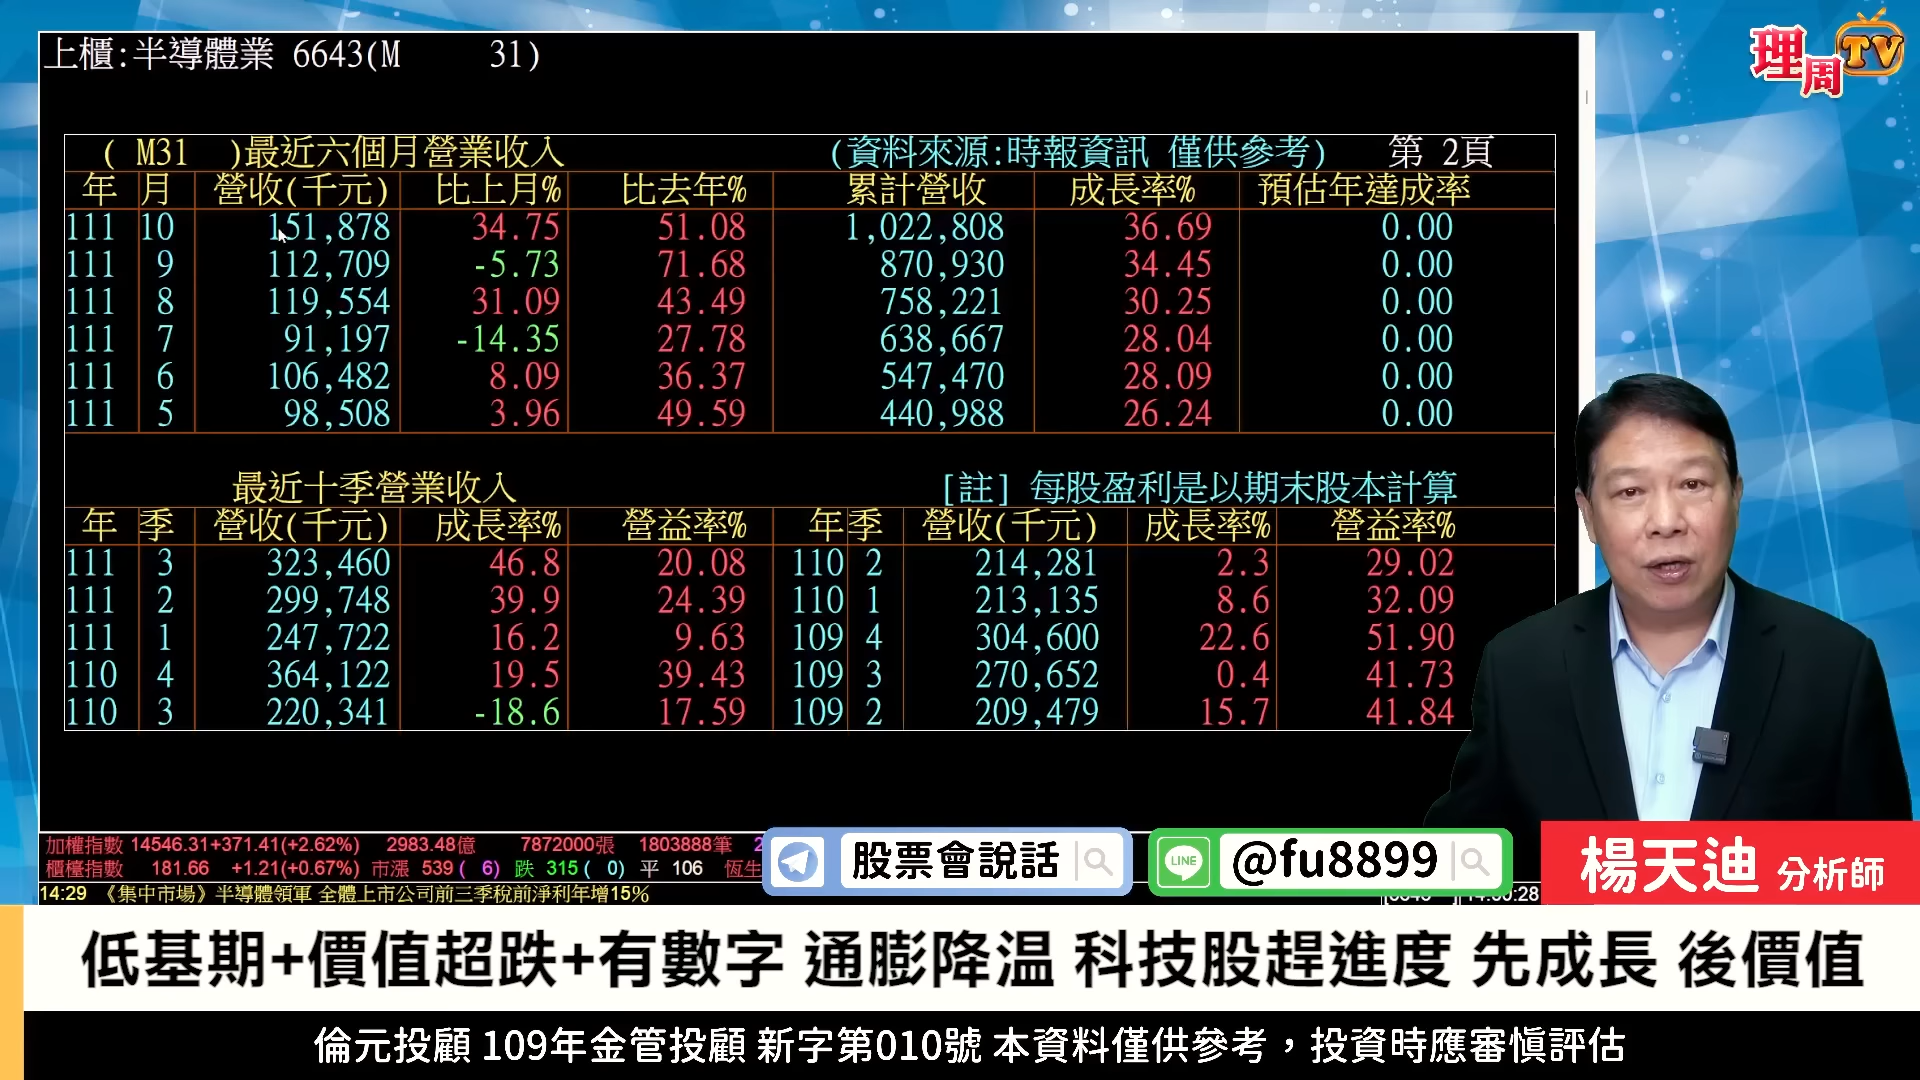 上櫃:半導體業 6643(M 31)
理周TV
( M31 )最近六個月營業收入 (資料來源:時報資訊 僅供參考) 第 2頁
年 月 營收(千元) 比上月% 比去年% 累計營收 成長率% 預估年達成率
111 10 151,878 34.75 51.08 1,022,808 36.69 0.00
111 9 112,709 -5.73 71.68 870,930 34.45 0.00
111 8 119,554 31.09 43.49 758,221 30.25 0.00
111 7 91,197 -14.35 27.78 638,667 28.04 0.00
111 6 106,482 8.09 36.37 547,470 28.09 0.00
111 5 98,508 3.96 49.59 440,988 26.24 0.00
最近十季營業收入 [註] 每股盈利是以期末股本計算
年 季 營收(千元) 成長率% 營益率% 年 季 營收(千元) 成長率% 營益率%
111 3 323,460 46.8 20.08 110 2 214,281 2.3 29.02
111 2 299,748 39.9 24.39 110 1 213,135 8.6 32.09
111 1 247,722 16.2 9.63 109 4 304,600 22.6 51.90
110 4 364,122 19.5 39.43 109 3 270,652 0.4 41.73
110 3 220,341 -18.6 17.59 109 2 209,479 15.7 41.84
加權指數 14546.31+371.41(+2.62%) 2983.48億 7872000張 1803888筆
櫃檯指數 181.66 +1.21(+0.67%) 市漲 539( 6) 跌 315( 0) 平 106 恆生
14:29 《集中市場》半導體領軍 全體上市公司前三季稅前淨利年增15%
股票會說話
LINE @fu8899
楊天迪 分析師
低基期+價值超跌+有數字 通膨降温 科技股趕進度 先成長 後價值
倫元投顧 109年金管投顧 新字第010號 本資料僅供參考，投資時應審慎評估